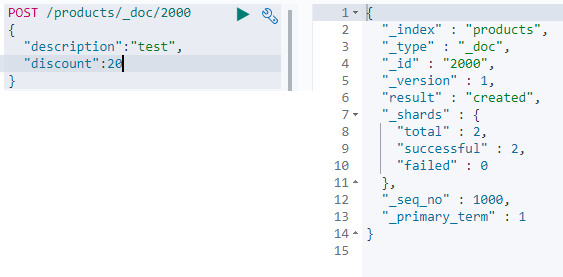 POST /products/_doc/2000
{
  "description":"test",
  "discount":20
}
1 {
2   "_index" : "products",
3   "_type" : "_doc",
4   "_id" : "2000",
5   "_version" : 1,
6   "result" : "created",
7   "_shards" : {
8     "total" : 2,
9     "successful" : 2,
10     "failed" : 0
11   },
12   "_seq_no" : 1000,
13   "_primary_term" : 1
14 }
15